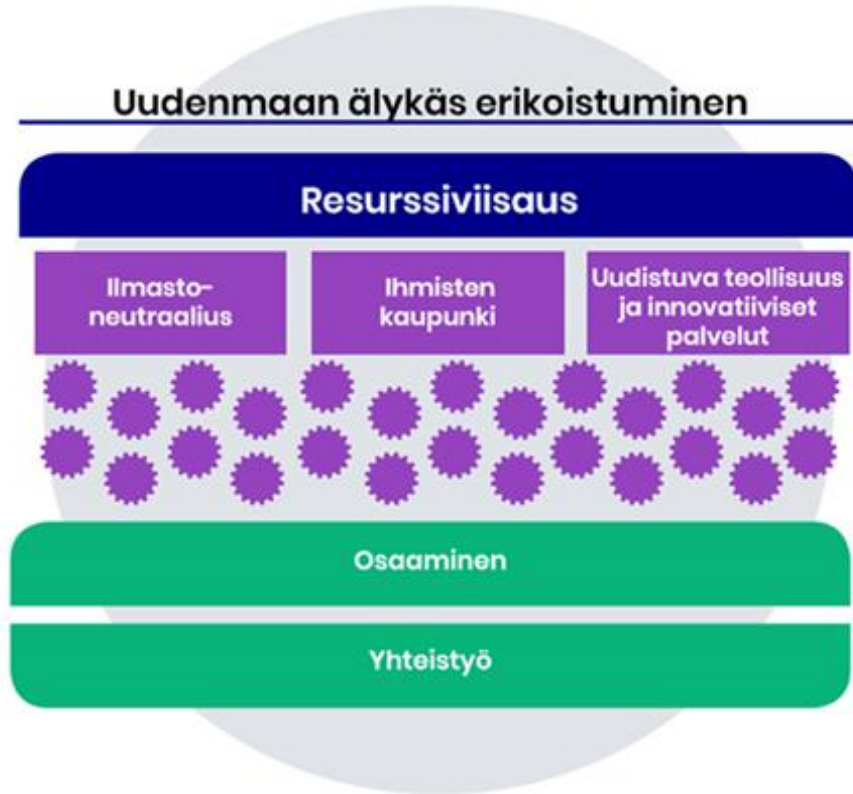 Uudenmaan älykäs erikoistuminen
Resurssiviisaus
Ilmasto-
neutraalius
Ihmisten
kaupunki
Uudistuva teollisuus
ja innovatiiviset
palvelut
Osaaminen
Yhteistyö